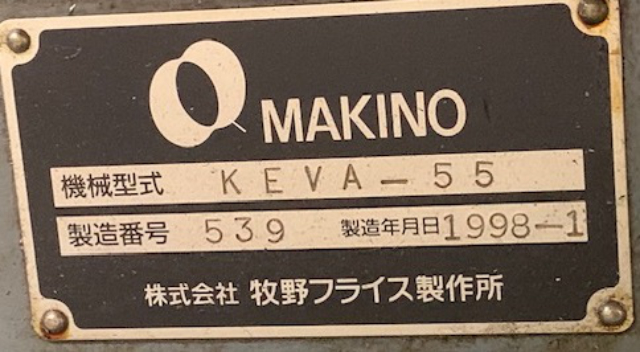 MAKINO
機械型式 KEVA-55
製造番号 539 製造年月日 1998-1
株式会社 牧野フライス製作所